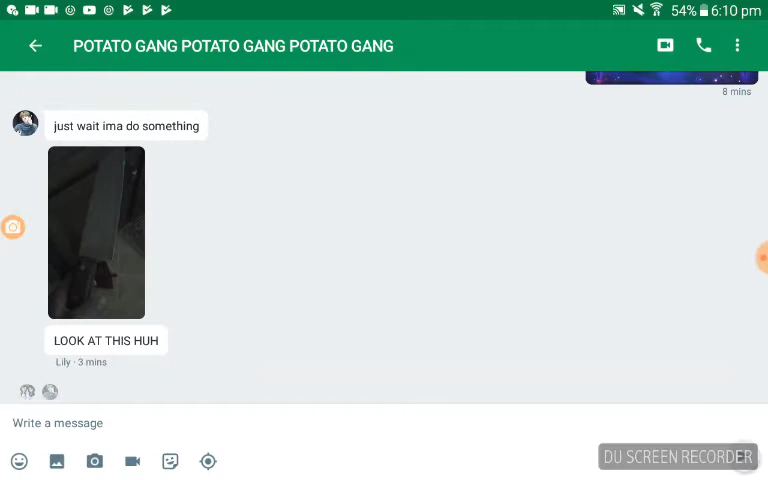 54% 6:10 pm
POTATO GANG POTATO GANG POTATO GANG
8 mins
just wait ima do something
LOOK AT THIS HUH
Lily · 3 mins
Write a message
DU SCREEN RECORDER